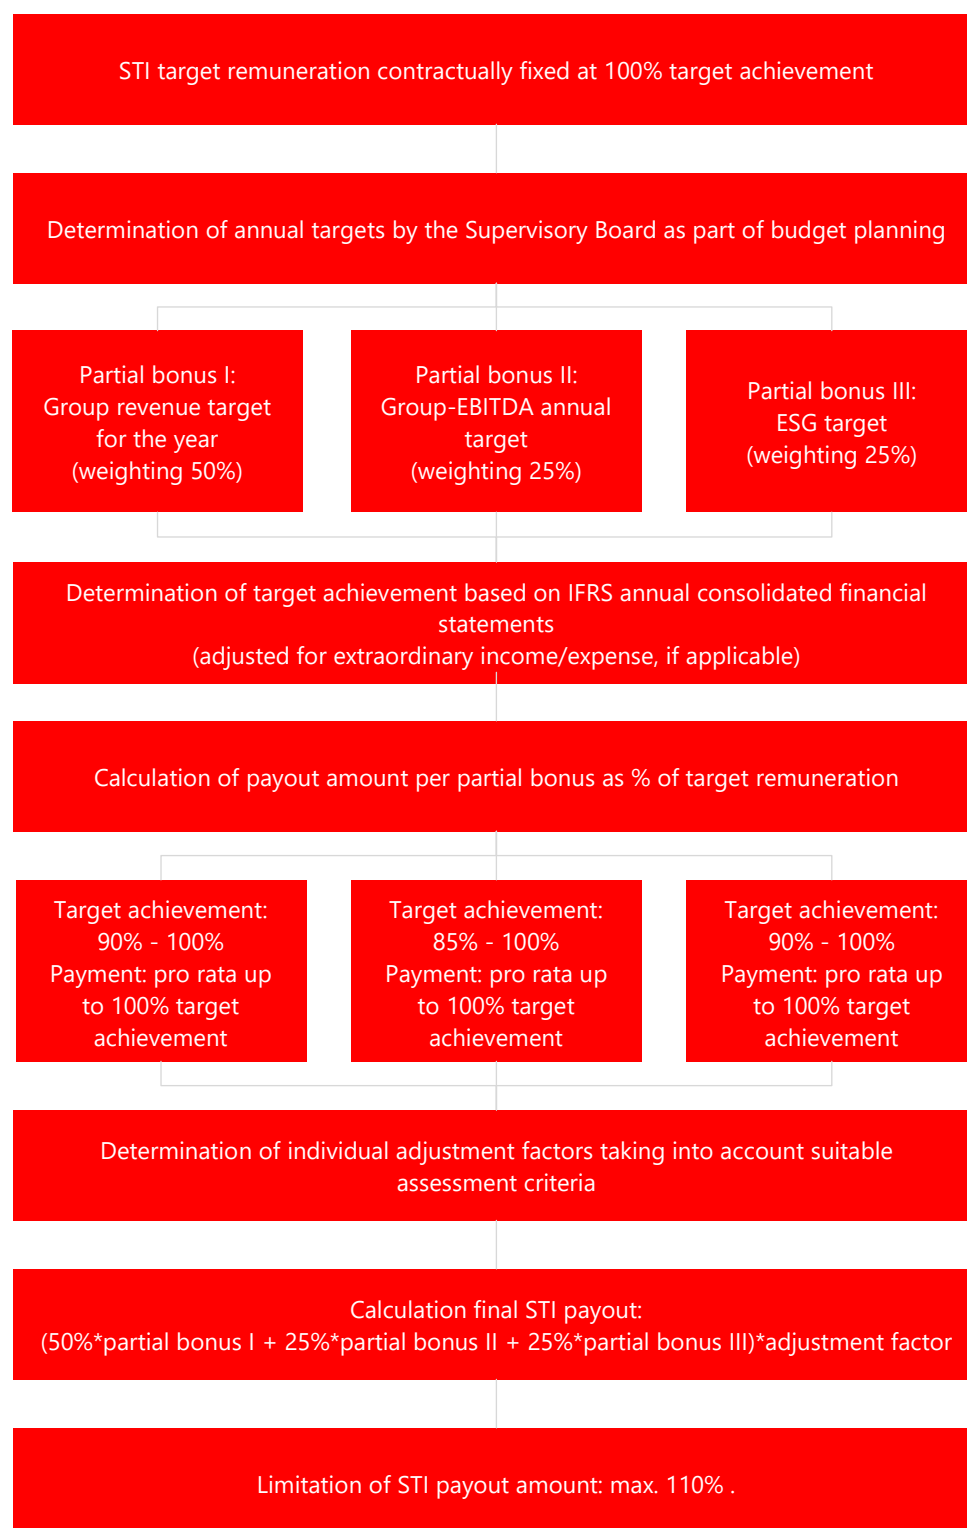 STI target remuneration contractually fixed at 100% target achievement
Determination of annual targets by the Supervisory Board as part of budget planning
Partial bonus I:
Group revenue target
for the year
(weighting 50%)
Partial bonus II:
Group-EBITDA annual
target
(weighting 25%)
Partial bonus III:
ESG target
(weighting 25%)
Determination of target achievement based on IFRS annual consolidated financial
statements
(adjusted for extraordinary income/expense, if applicable)
Calculation of payout amount per partial bonus as % of target remuneration
Target achievement:
90% - 100%
Payment: pro rata up
to 100% target
achievement
Target achievement:
85% - 100%
Payment: pro rata up
to 100% target
achievement
Target achievement:
90% - 100%
Payment: pro rata up
to 100% target
achievement
Determination of individual adjustment factors taking into account suitable
assessment criteria
Calculation final STI payout:
(50%*partial bonus I + 25%*partial bonus II + 25%*partial bonus III)*adjustment factor
Limitation of STI payout amount: max. 110% .